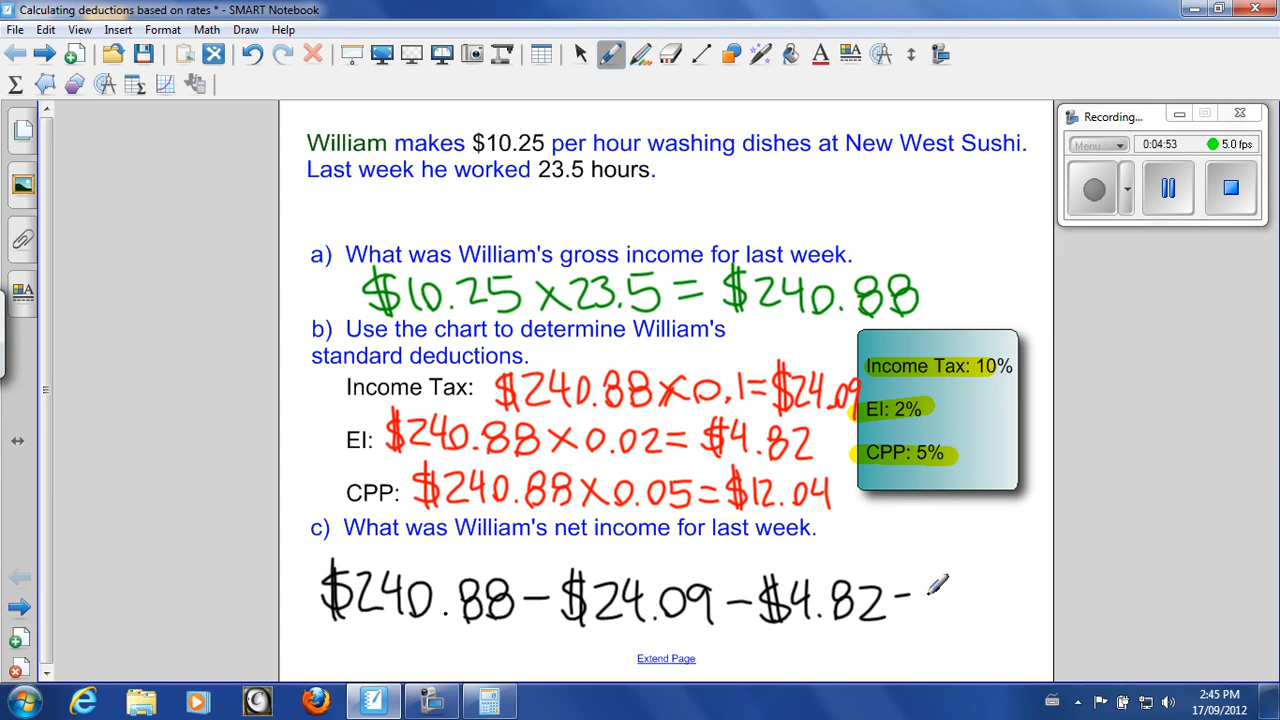 Calculating deductions based on rates * - SMART Notebook
File Edit View Insert Format Math Draw Help
Recording...
Menu
0:04:53
5.0 fps
William makes $10.25 per hour washing dishes at New West Sushi.
Last week he worked 23.5 hours.
a) What was William's gross income for last week.
$10.25 x 23.5 = $240.88
b) Use the chart to determine William's
standard deductions.
Income Tax: $240.88 x 0.1 = $24.09
EI: $240.88 x 0.02 = $4.82
CPP: $240.88 x 0.05 = $12.04
Income Tax: 10%
EI: 2%
CPP: 5%
c) What was William's net income for last week.
$240.88 - $24.09 - $4.82 -
Extend Page
2:45 PM
17/09/2012